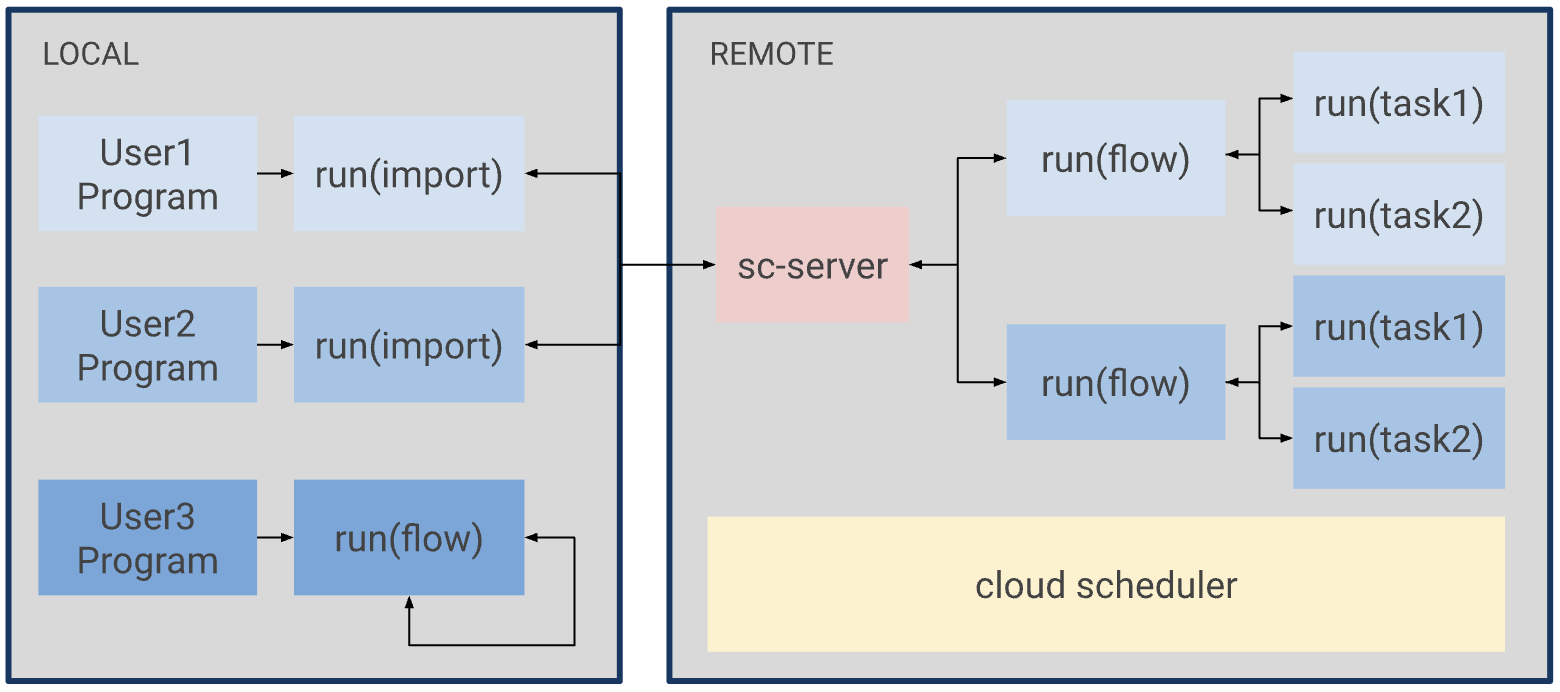 LOCAL
User1
Program
run(import)
User2
Program
run(import)
User3
Program
run(flow)
REMOTE
sc-server
run(flow)
run(task1)
run(task2)
run(flow)
run(task1)
run(task2)
cloud scheduler